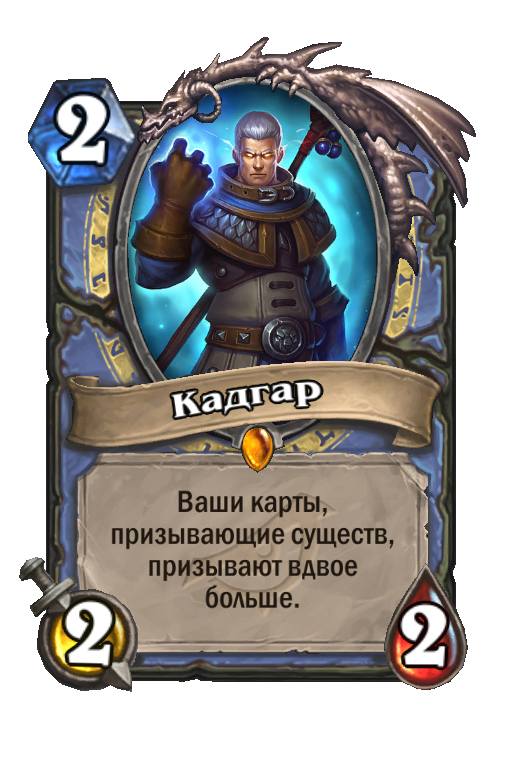 2
Кадгар
Ваши карты,
призывающие существ,
призывают вдвое
больше.
2
2